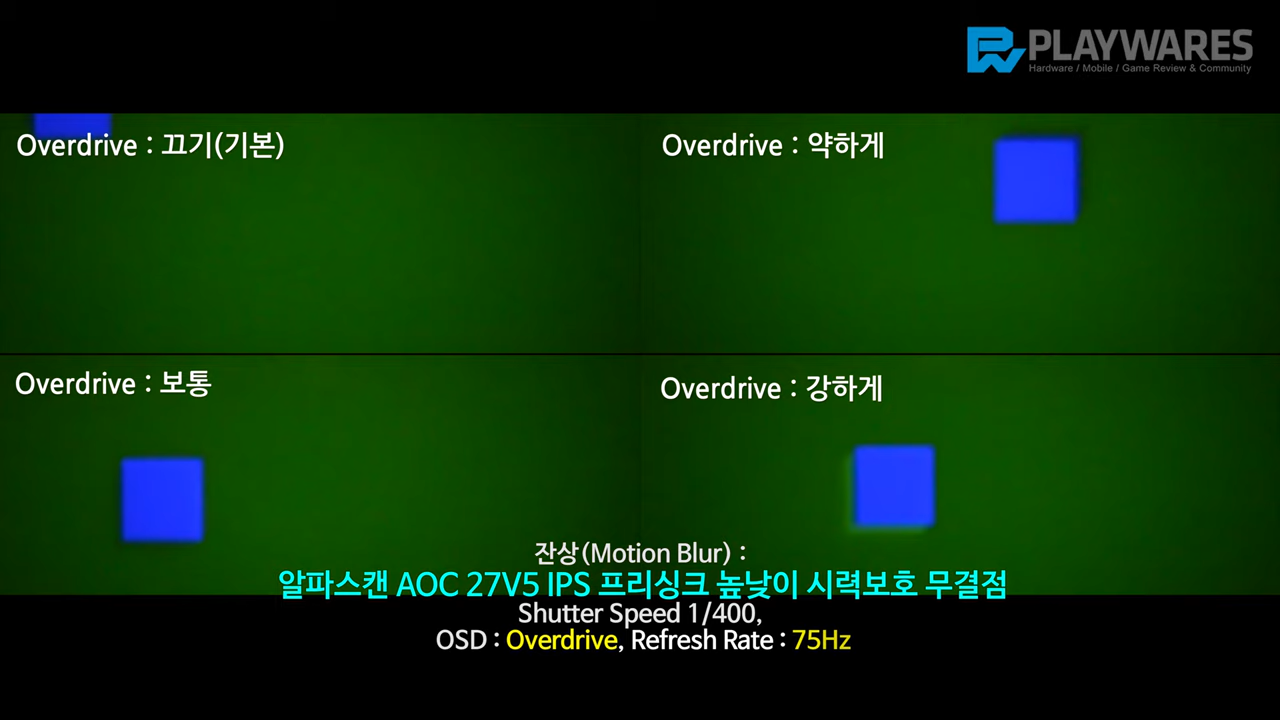 PLAYWARES
Hardware / Mobile / Game Review & Community
Overdrive : 끄기(기본)
Overdrive : 약하게
Overdrive : 보통
Overdrive : 강하게
잔상(Motion Blur) :
알파스캔 AOC 27V5 IPS 프리싱크 높낮이 시력보호 무결점
Shutter Speed 1/400,
OSD : Overdrive, Refresh Rate : 75Hz